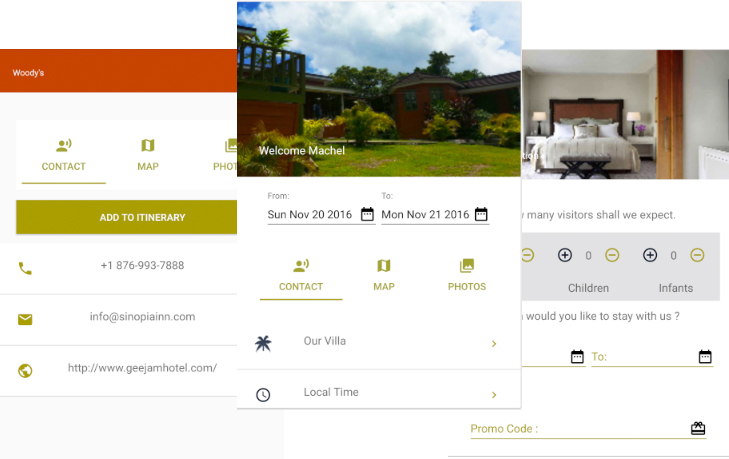 Woody's
CONTACT
MAP
PHOT
ADD TO ITINERARY
+1 876-993-7888
info@sinopiainn.com
http://www.geejamhotel.com/
Welcome Machel
From:
To:
Sun Nov 20 2016
Mon Nov 21 2016
CONTACT
MAP
PHOTOS
Our Villa
Local Time
many visitors shall we expect.
0
0
Children
Infants
would you like to stay with us ?
To:
Promo Code :